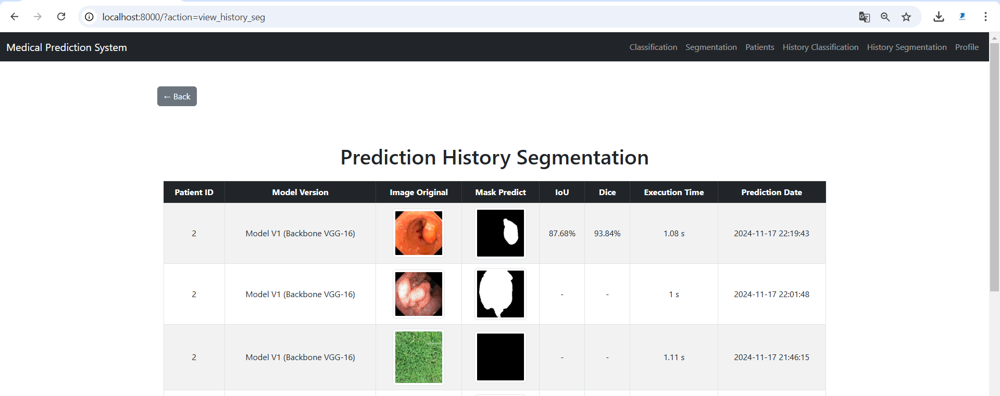 localhost:8000/?action=view_history_seg
Medical Prediction System
Classification Segmentation Patients History Classification History Segmentation Profile
← Back
Prediction History Segmentation
Patient ID Model Version Image Original Mask Predict IoU Dice Execution Time Prediction Date
2 Model V1 (Backbone VGG-16) 87.68% 93.84% 1.08 s 2024-11-17 22:19:43
2 Model V1 (Backbone VGG-16) - - 1 s 2024-11-17 22:01:48
2 Model V1 (Backbone VGG-16) - - 1.11 s 2024-11-17 21:46:15